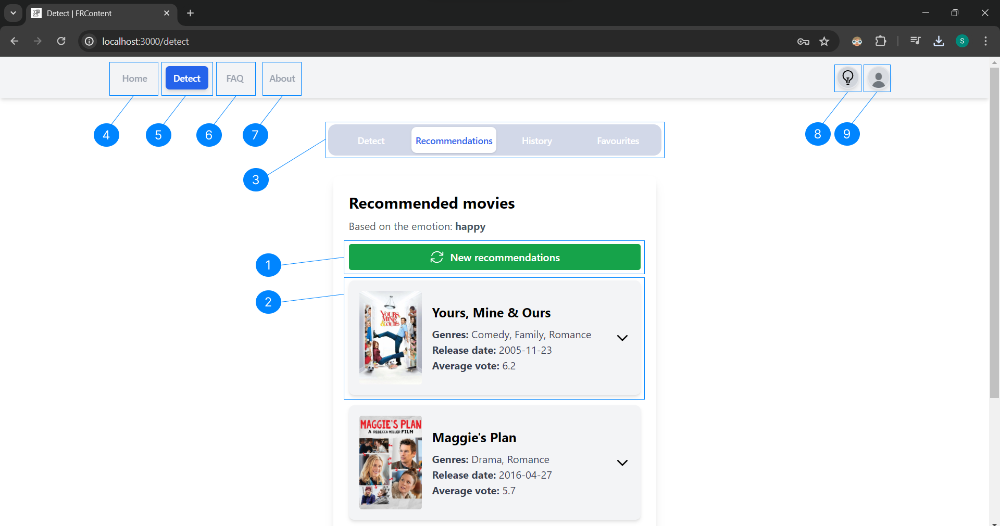 Detect | FRContent
localhost:3000/detect
S
Home Detect FAQ About
4 5 6 7 8 9
Detect Recommendations History Favourites
3
Recommended movies
Based on the emotion: happy
1
New recommendations
2
YOURS, MINE & OURS
Yours, Mine & Ours
Genres: Comedy, Family, Romance
Release date: 2005-11-23
Average vote: 6.2
MAGGIE'S PLAN
A REBECCA MILLER FILM
Maggie's Plan
Genres: Drama, Romance
Release date: 2016-04-27
Average vote: 5.7